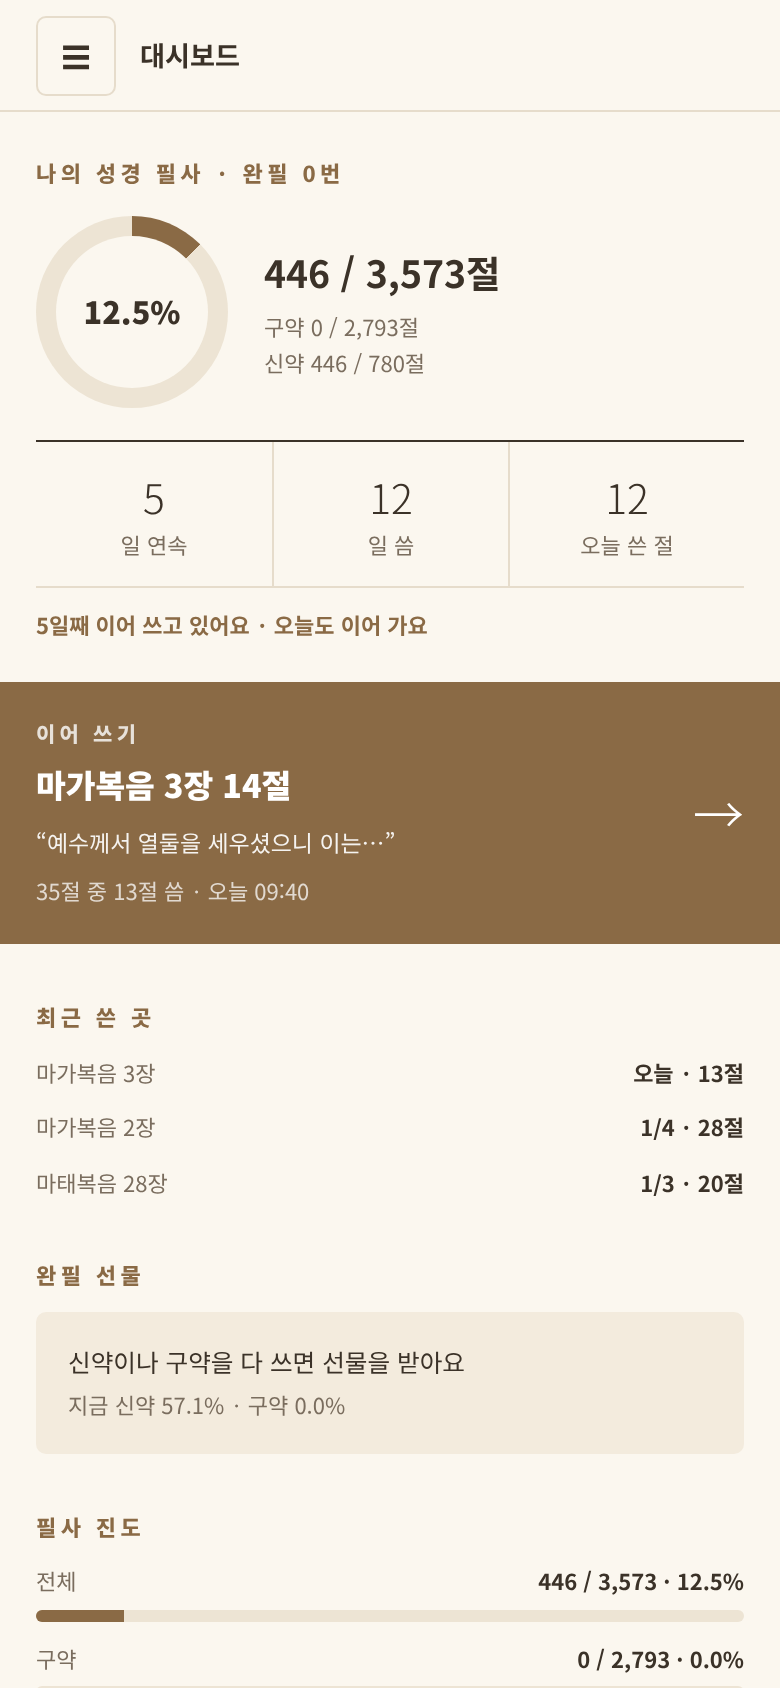 대시보드
나의 성경 필사 · 완필 0번
12.5%
446 / 3,573절
구약 0 / 2,793절
신약 446 / 780절
5
일 연속
12
일 씀
12
오늘 쓴 절
5일째 이어 쓰고 있어요 · 오늘도 이어 가요
이어 쓰기
마가복음 3장 14절
“예수께서 열둘을 세우셨으니 이는…”
35절 중 13절 씀 · 오늘 09:40
최근 쓴 곳
마가복음 3장 오늘 · 13절
마가복음 2장 1/4 · 28절
마태복음 28장 1/3 · 20절
완필 선물
신약이나 구약을 다 쓰면 선물을 받아요
지금 신약 57.1% · 구약 0.0%
필사 진도
전체 446 / 3,573 · 12.5%
구약 0 / 2,793 · 0.0%